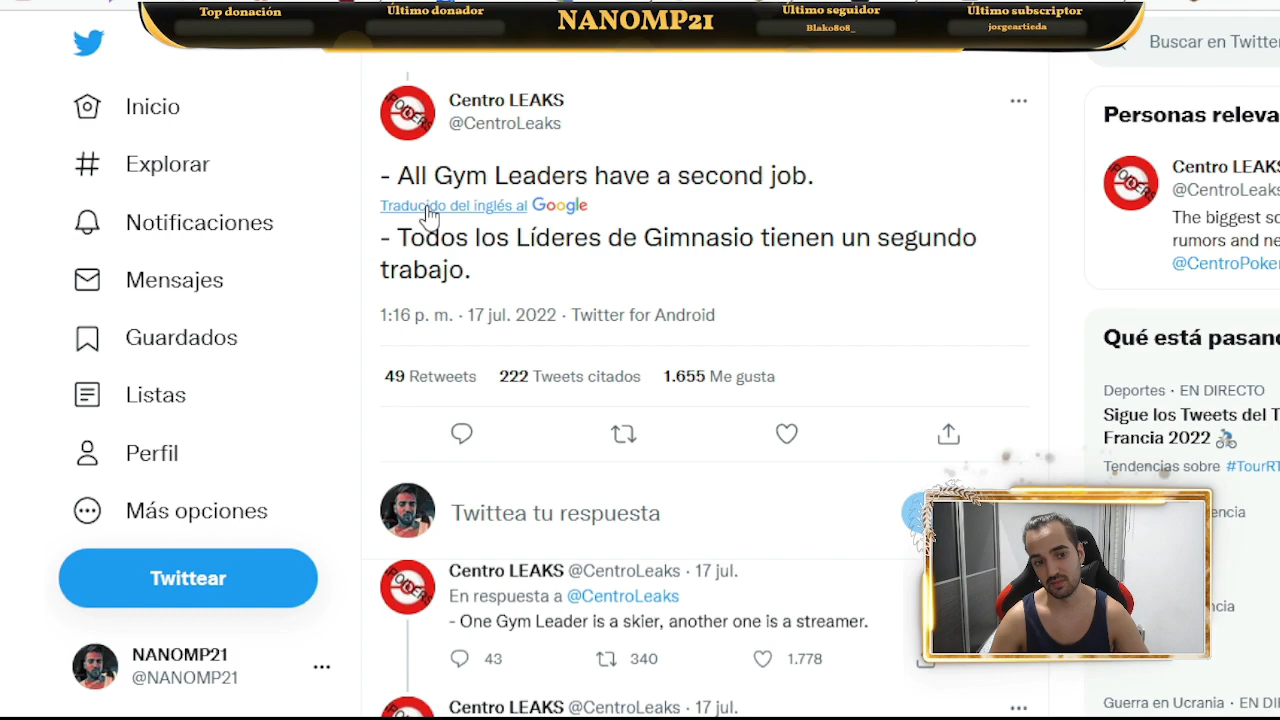 Top donación
Último donador
NANOMP21
Último seguidor
Blako808_
Último subscriptor
jorgeartieda
Buscar en Twitter
Inicio
Explorar
Notificaciones
Mensajes
Guardados
Listas
Perfil
Más opciones
Twittear
NANOMP21
@NANOMP21
Centro LEAKS
@CentroLeaks
- All Gym Leaders have a second job.
Traducido del inglés al Google
- Todos los Líderes de Gimnasio tienen un segundo
trabajo.
1:16 p. m. · 17 jul. 2022 · Twitter for Android
49 Retweets 222 Tweets citados 1.655 Me gusta
Twittea tu respuesta
Centro LEAKS @CentroLeaks · 17 jul.
En respuesta a @CentroLeaks
- One Gym Leader is a skier, another one is a streamer.
43 340 1.778
Centro LEAKS @CentroLeaks · 17 jul.
Personas releva
Centro LEAKS
@CentroLeaks
The biggest so
rumors and ne
@CentroPoke
Qué está pasand
Deportes · EN DIRECTO
Sigue los Tweets del T
Francia 2022
Tendencias sobre #TourRT
encia
ncia
Guerra en Ucrania · EN DI